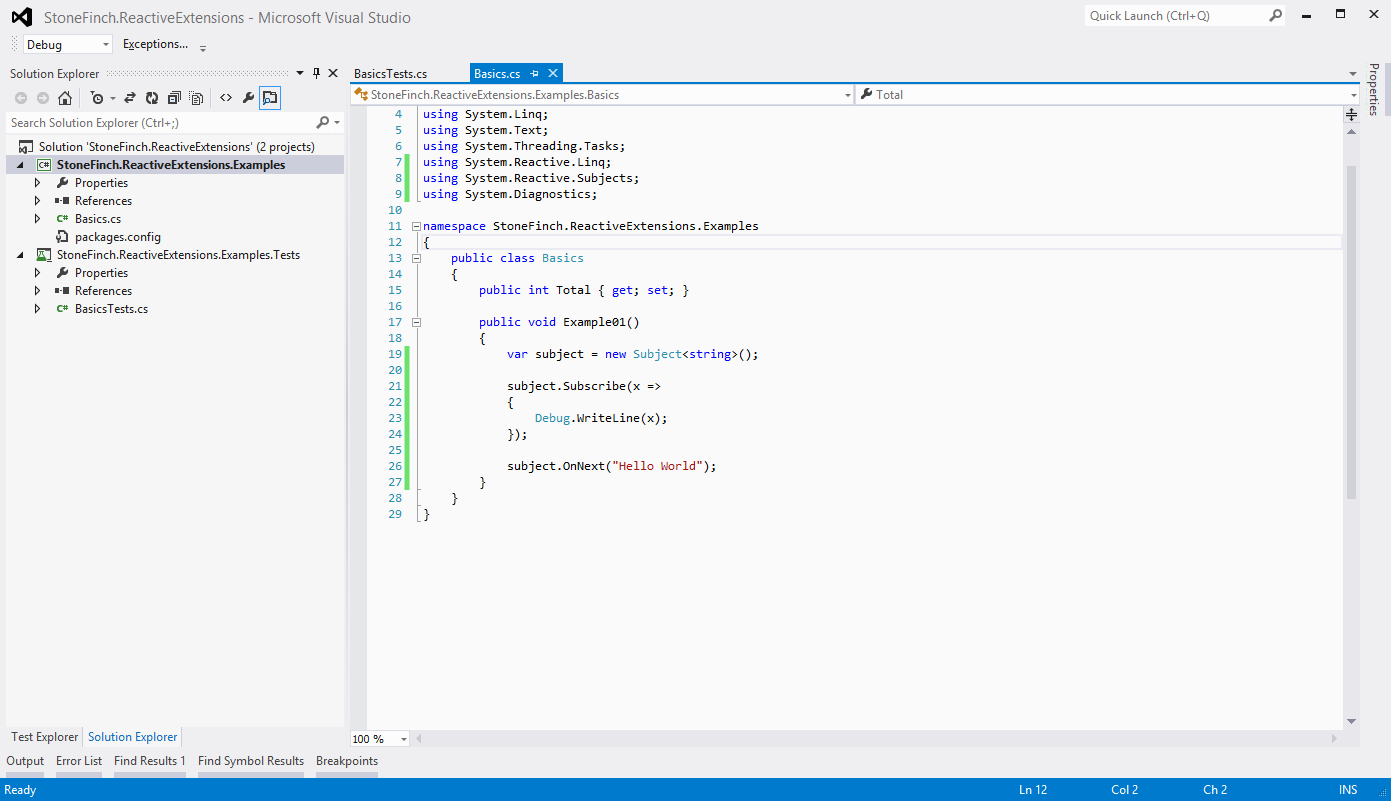 StoneFinch.ReactiveExtensions - Microsoft Visual Studio
Quick Launch (Ctrl+Q)
Debug
Exceptions...
Solution Explorer
Search Solution Explorer (Ctrl+;)
Solution 'StoneFinch.ReactiveExtensions' (2 projects)
C# StoneFinch.ReactiveExtensions.Examples
Properties
References
C# Basics.cs
packages.config
StoneFinch.ReactiveExtensions.Examples.Tests
Properties
References
C# BasicsTests.cs
Test Explorer
Solution Explorer
BasicsTests.cs
Basics.cs
StoneFinch.ReactiveExtensions.Examples.Basics
Total
4 using System.Linq;
5 using System.Text;
6 using System.Threading.Tasks;
7 using System.Reactive.Linq;
8 using System.Reactive.Subjects;
9 using System.Diagnostics;
10
11 namespace StoneFinch.ReactiveExtensions.Examples
12 {
13 public class Basics
14 {
15 public int Total { get; set; }
16
17 public void Example01()
18 {
19 var subject = new Subject<string>();
20
21 subject.Subscribe(x =>
22 {
23 Debug.WriteLine(x);
24 });
25
26 subject.OnNext("Hello World");
27 }
28 }
29 }
100 %
Properties
Output
Error List
Find Results 1
Find Symbol Results
Breakpoints
Ready
Ln 12
Col 2
Ch 2
INS